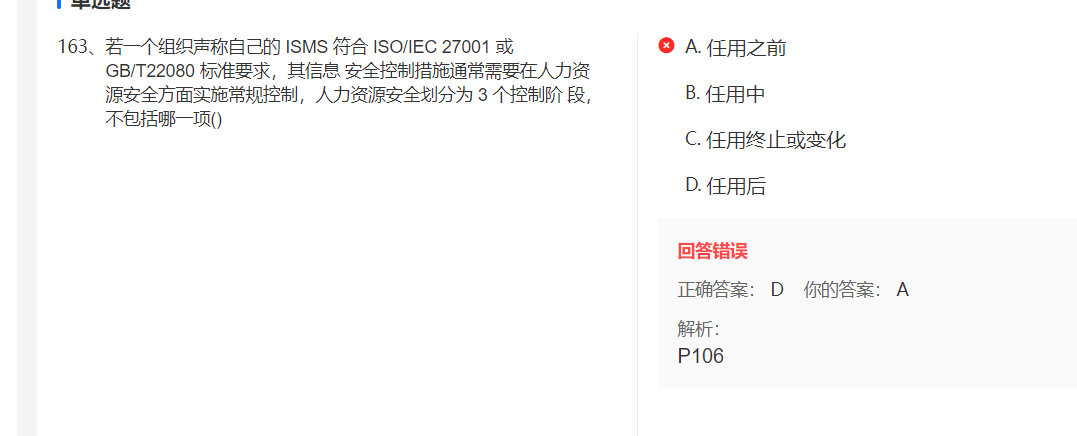 单选题
163、若一个组织声称自己的 ISMS 符合 ISO/IEC 27001 或
GB/T22080 标准要求，其信息 安全控制措施通常需要在人力资
源安全方面实施常规控制，人力资源安全划分为 3 个控制阶 段，
不包括哪一项()
A. 任用之前
B. 任用中
C. 任用终止或变化
D. 任用后
回答错误
正确答案： D 你的答案： A
解析：
P106